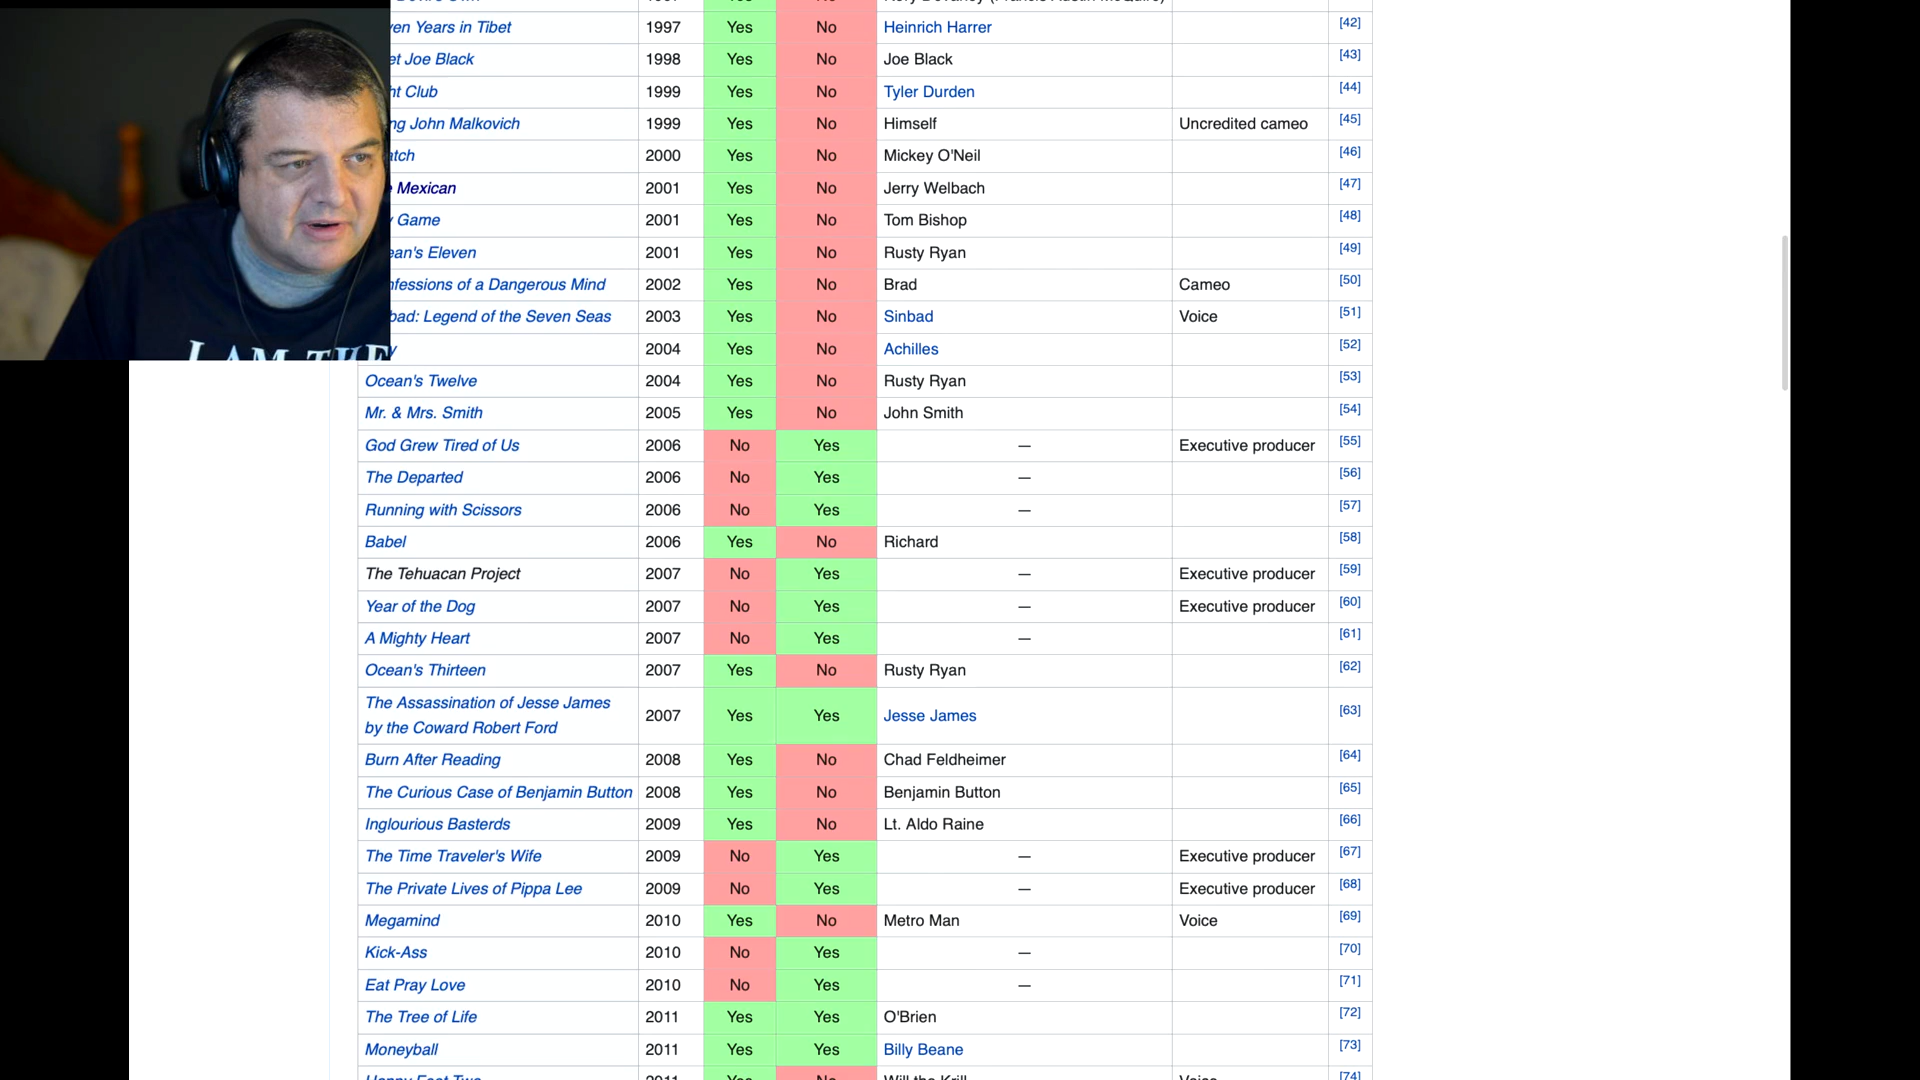 en Years in Tibet 1997 Yes No Heinrich Harrer [42]
et Joe Black 1998 Yes No Joe Black [43]
ht Club 1999 Yes No Tyler Durden [44]
ng John Malkovich 1999 Yes No Himself Uncredited cameo [45]
atch 2000 Yes No Mickey O'Neil [46]
Mexican 2001 Yes No Jerry Welbach [47]
Game 2001 Yes No Tom Bishop [48]
ean's Eleven 2001 Yes No Rusty Ryan [49]
nfessions of a Dangerous Mind 2002 Yes No Brad Cameo [50]
bad: Legend of the Seven Seas 2003 Yes No Sinbad Voice [51]
y 2004 Yes No Achilles [52]
I AM THE
Ocean's Twelve 2004 Yes No Rusty Ryan [53]
Mr. & Mrs. Smith 2005 Yes No John Smith [54]
God Grew Tired of Us 2006 No Yes — Executive producer [55]
The Departed 2006 No Yes — [56]
Running with Scissors 2006 No Yes — [57]
Babel 2006 Yes No Richard [58]
The Tehuacan Project 2007 No Yes — Executive producer [59]
Year of the Dog 2007 No Yes — Executive producer [60]
A Mighty Heart 2007 No Yes — [61]
Ocean's Thirteen 2007 Yes No Rusty Ryan [62]
The Assassination of Jesse James
by the Coward Robert Ford 2007 Yes Yes Jesse James [63]
Burn After Reading 2008 Yes No Chad Feldheimer [64]
The Curious Case of Benjamin Button 2008 Yes No Benjamin Button [65]
Inglourious Basterds 2009 Yes No Lt. Aldo Raine [66]
The Time Traveler's Wife 2009 No Yes — Executive producer [67]
The Private Lives of Pippa Lee 2009 No Yes — Executive producer [68]
Megamind 2010 Yes No Metro Man Voice [69]
Kick-Ass 2010 No Yes — [70]
Eat Pray Love 2010 No Yes — [71]
The Tree of Life 2011 Yes Yes O'Brien [72]
Moneyball 2011 Yes Yes Billy Beane [73]